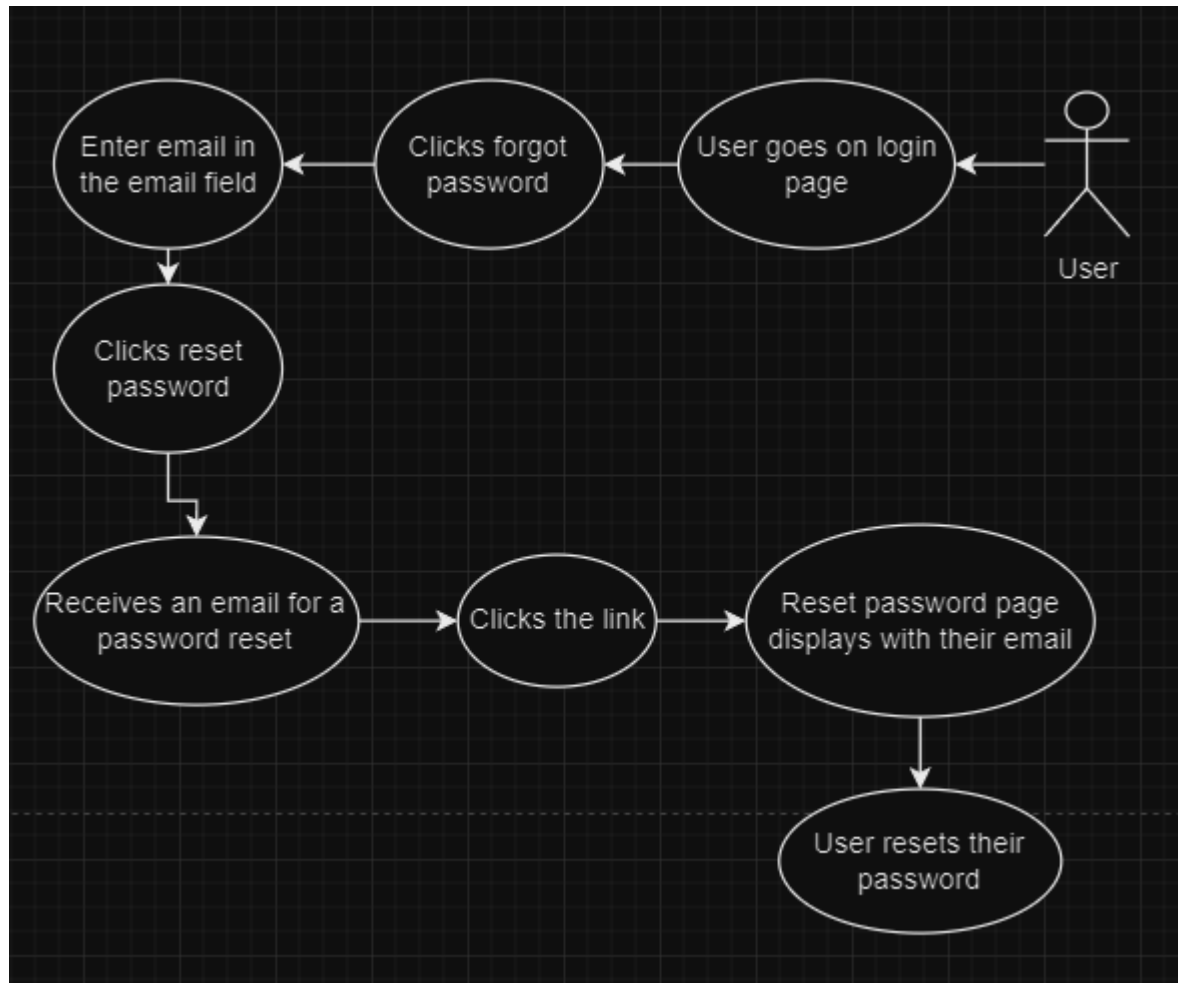 User
User goes on login
page
Clicks forgot
password
Enter email in
the email field
Clicks reset
password
Receives an email for a
password reset
Clicks the link
Reset password page
displays with their email
User resets their
password